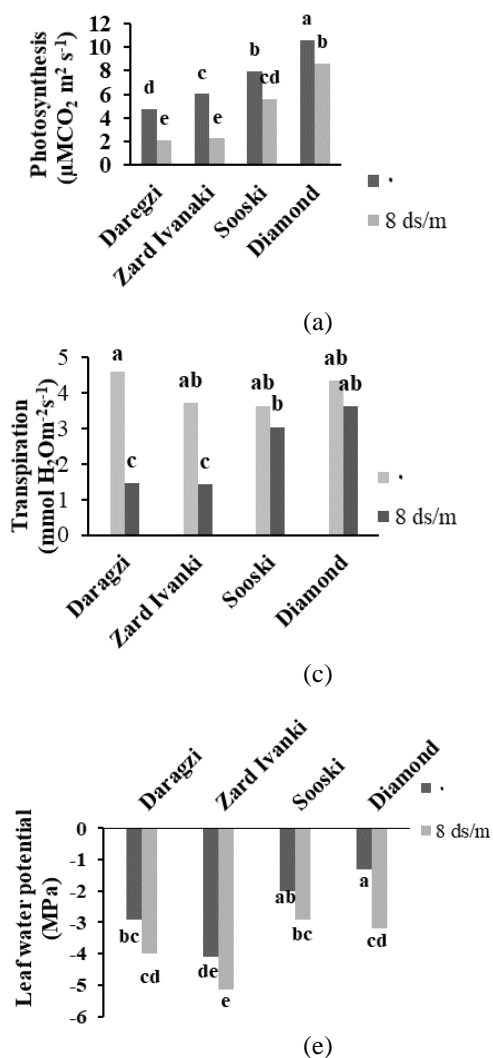 Photosynthesis
(μMCO₂ m² s⁻¹)
12
10
8
6
4
2
0
d
e
c
e
b
cd
a
b
Daregzi
Zard Ivanaki
Sooski
Diamond
٠
8 ds/m
(a)
Transpiration
(mmol H₂Om⁻²s⁻¹)
5
4
3
2
1
0
a
c
ab
c
ab
b
ab
ab
Daragzi
Zard Ivanki
Sooski
Diamond
٠
8 ds/m
(c)
Daragzi
Zard Ivanki
Sooski
Diamond
٠
8 ds/m
Leaf water potential
(MPa)
0
-1
-2
-3
-4
-5
-6
bc
cd
de
e
ab
bc
a
cd
(e)